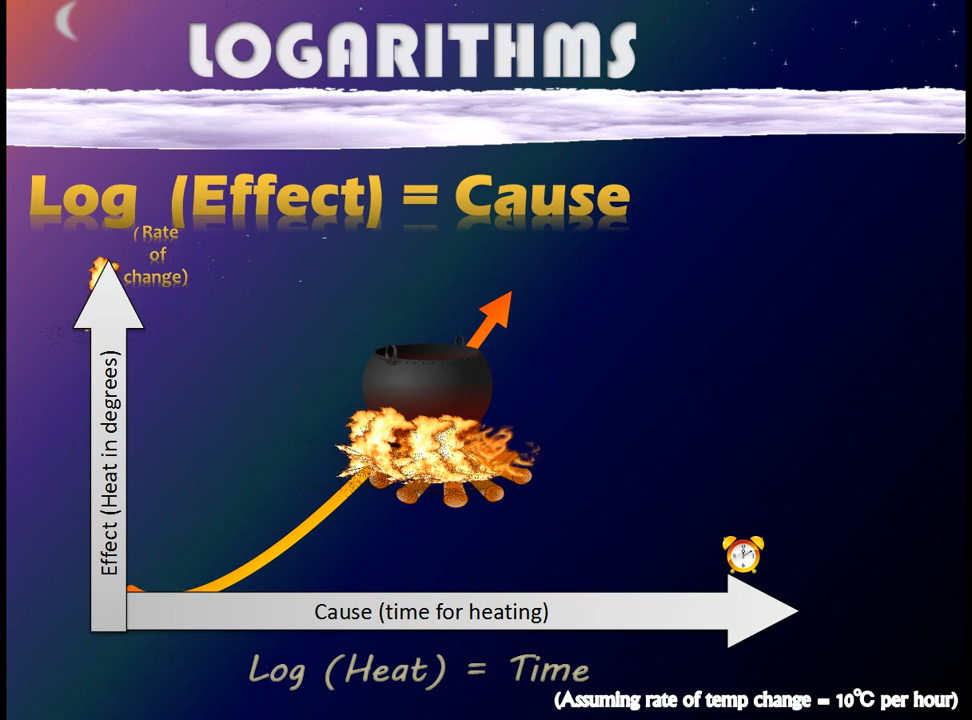 LOGARITHMS
Log (Effect) = Cause
(Rate
of
change)
Effect (Heat in degrees)
Cause (time for heating)
Log (Heat) = Time
(Assuming rate of temp change = 10°C per hour)